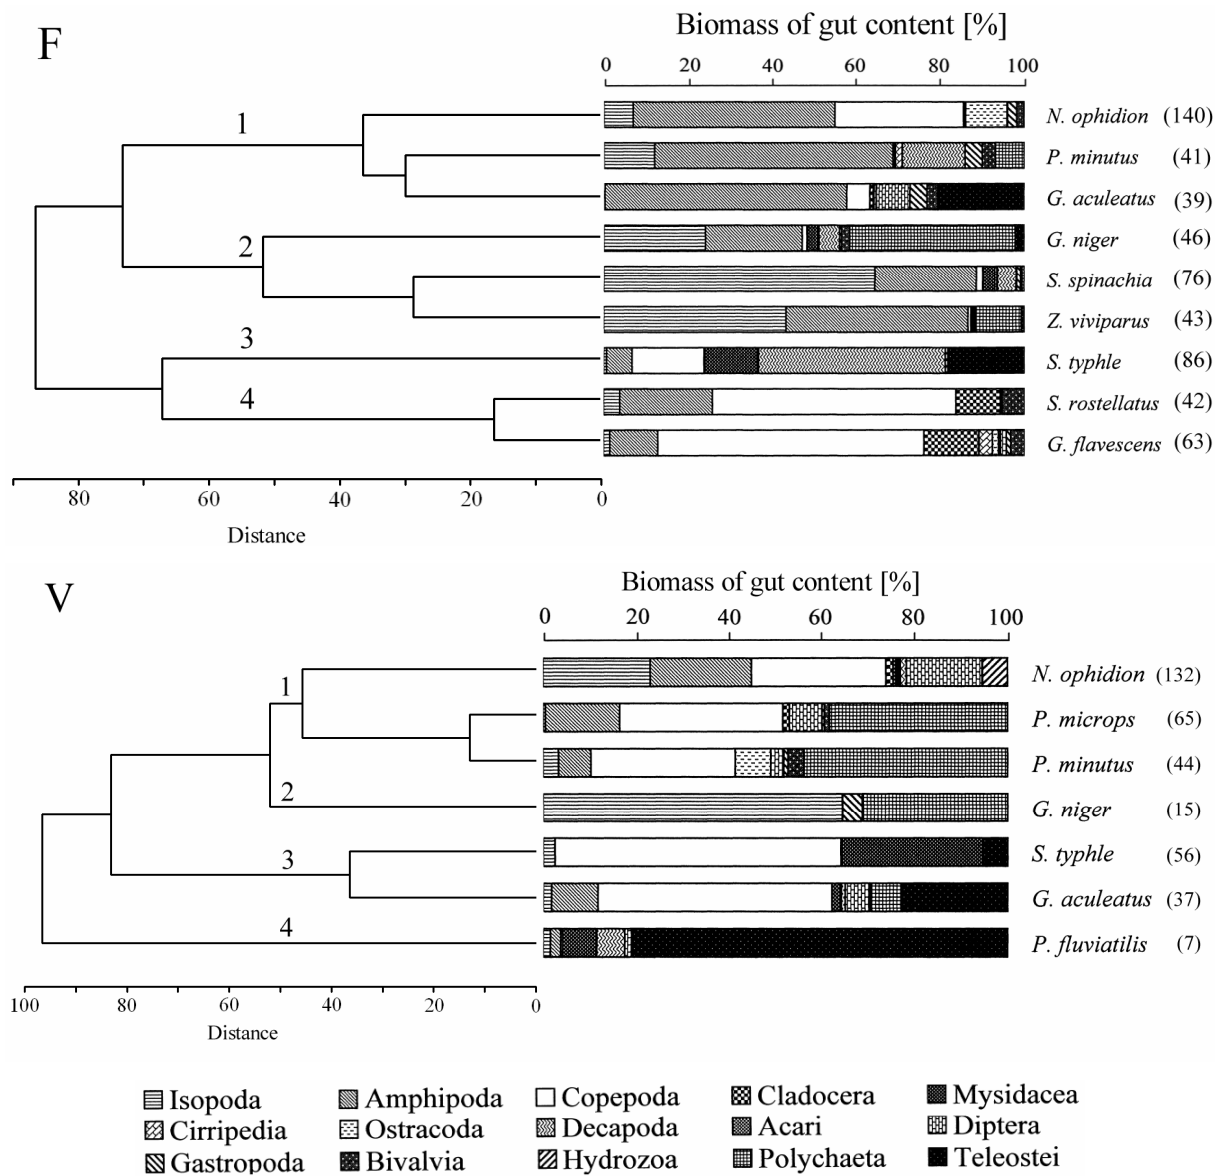 F
Biomass of gut content [%]
0 20 40 60 80 100
1
N. ophidion (140)
P. minutus (41)
G. aculeatus (39)
2
G. niger (46)
S. spinachia (76)
Z. viviparus (43)
3
S. typhle (86)
4
S. rostellatus (42)
G. flavescens (63)
80 60 40 20 0
Distance
V
Biomass of gut content [%]
0 20 40 60 80 100
1
N. ophidion (132)
P. microps (65)
P. minutus (44)
2
G. niger (15)
3
S. typhle (56)
G. aculeatus (37)
4
P. fluviatilis (7)
100 80 60 40 20 0
Distance
Isopoda Amphipoda Copepoda Cladocera Mysidacea
Cirripedia Ostracoda Decapoda Acari Diptera
Gastropoda Bivalvia Hydrozoa Polychaeta Teleostei